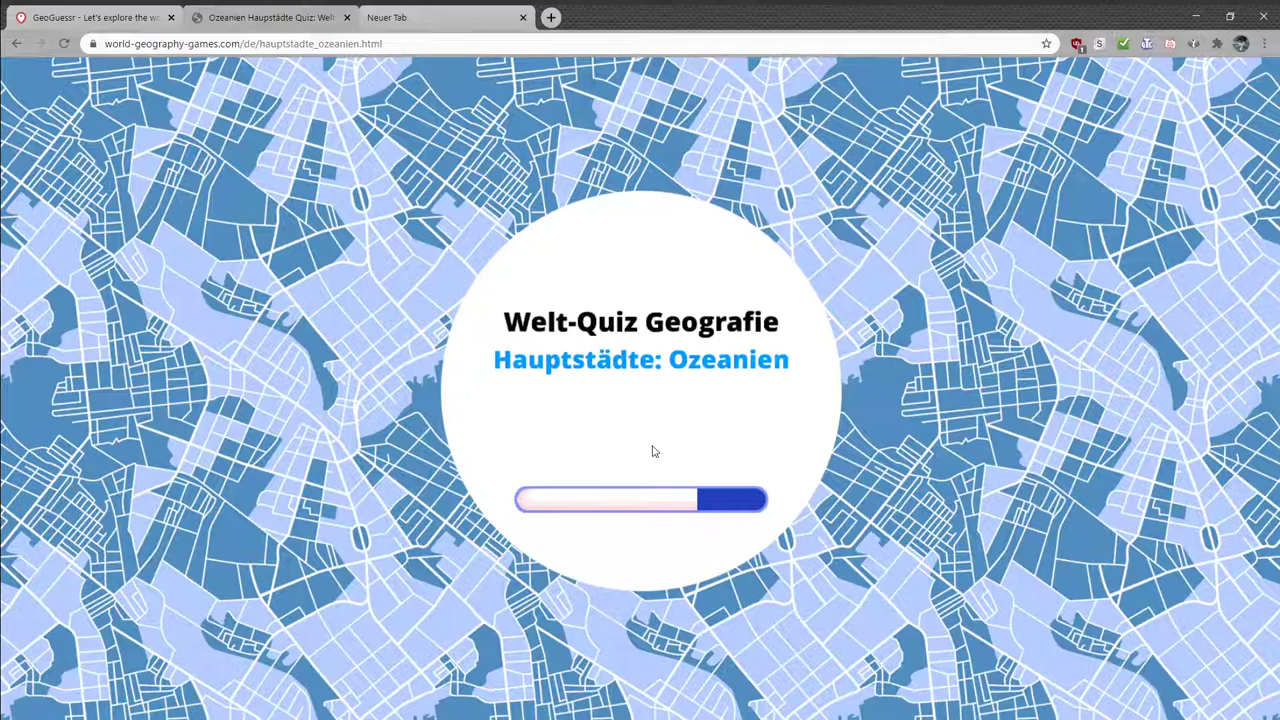 GeoGuessr - Let's explore the wo
Ozeanien Haupstädte Quiz: Welt
Neuer Tab
world-geography-games.com/de/hauptstadte_ozeanien.html
Welt-Quiz Geografie
Hauptstädte: Ozeanien